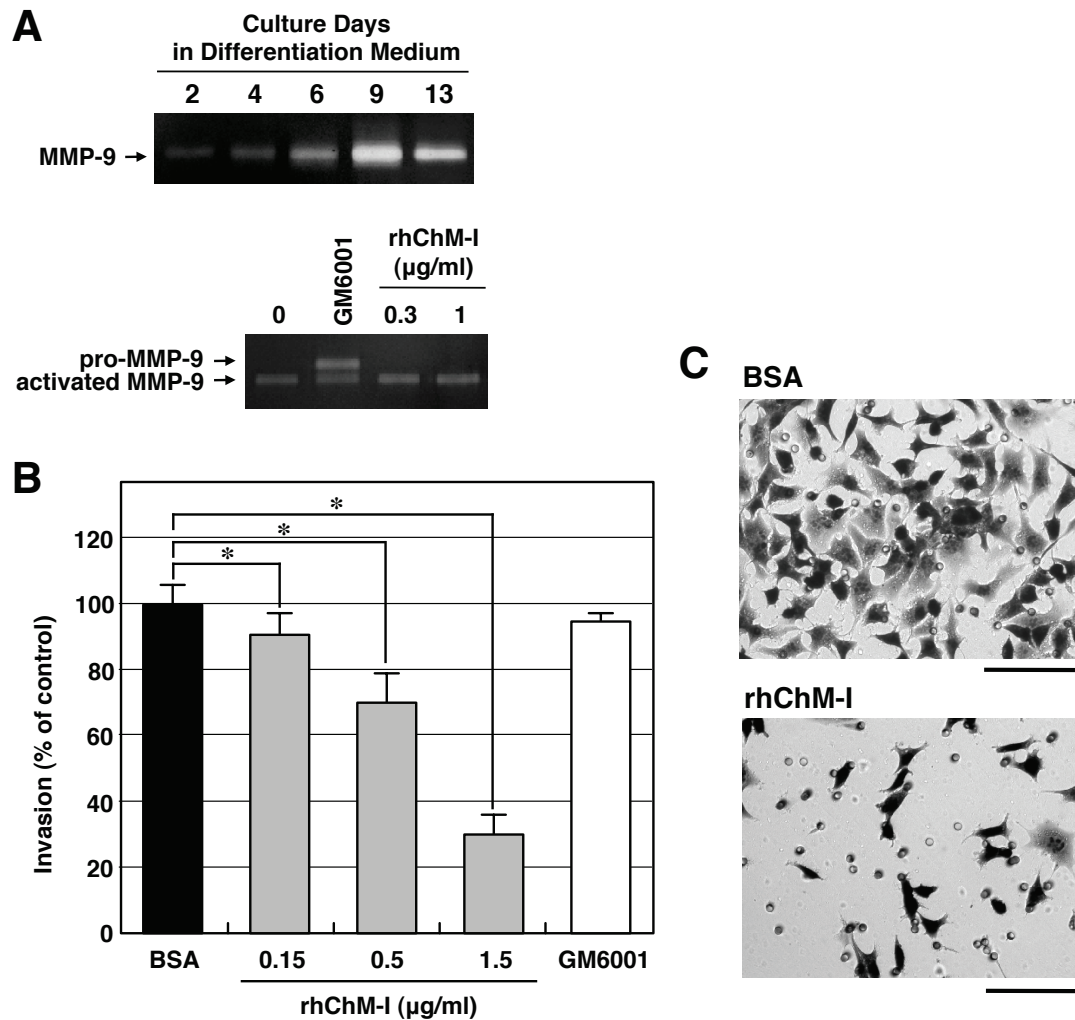 A
Culture Days
in Differentiation Medium
2 4 6 9 13
MMP-9
rhChM-I
(µg/ml)
0 GM6001 0.3 1
pro-MMP-9
activated MMP-9
B
Invasion (% of control)
120
100
80
60
40
20
0
* * *
BSA 0.15 0.5 1.5 GM6001
rhChM-I (µg/ml)
C
BSA
rhChM-I